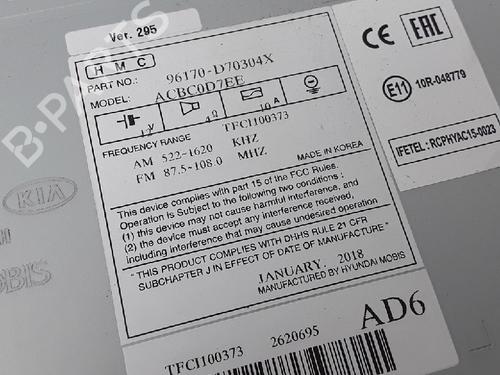 Ver. 295
HMC
PART NO.: 96170-D70304X
MODEL: ACBC0D7EE
4Ω
10 A
FREQUENCY RANGE TFCI100373
AM 522-1620 KHZ
FM 87.5-108.0 MHZ
MADE IN KOREA
This device complies with part 15 of the FCC Rules.
Operation is Subject to the following two conditions :
(1) this device may not cause harmful interference, and
(2) the device must accept any interference received,
including interference that may cause undesired operation
" THIS PRODUCT COMPLIES WITH DHHS RULE 21 CFR
SUBCHAPTER J IN EFFECT OF DATE OF MANUFACTURE "
JANUARY. 2018
MANUFACTURED BY HYUNDAI MOBIS
TFCI100373 2620695
AD6
CE EAC
E11 10R-048779
IFETEL : RCPHYAC15-0023
KIA
OBIS
B-PARTS